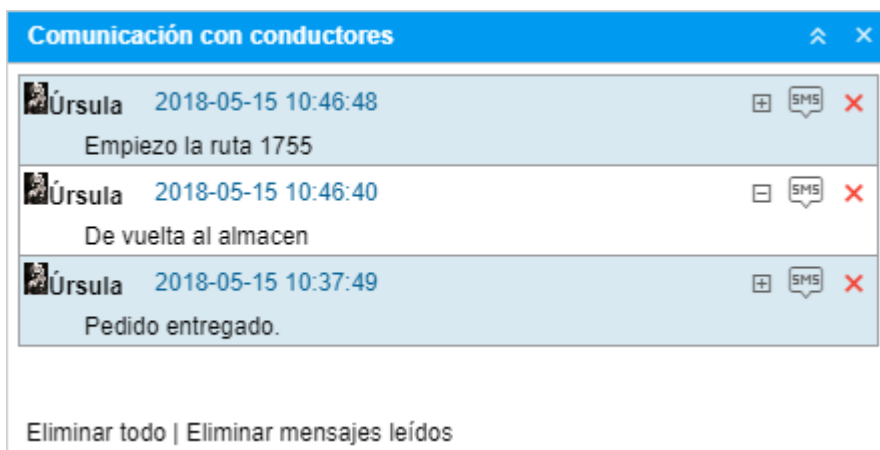 Comunicación con conductores
Úrsula 2018-05-15 10:46:48 SMS
Empiezo la ruta 1755
Úrsula 2018-05-15 10:46:40 SMS
De vuelta al almacen
Úrsula 2018-05-15 10:37:49 SMS
Pedido entregado.
Eliminar todo | Eliminar mensajes leídos